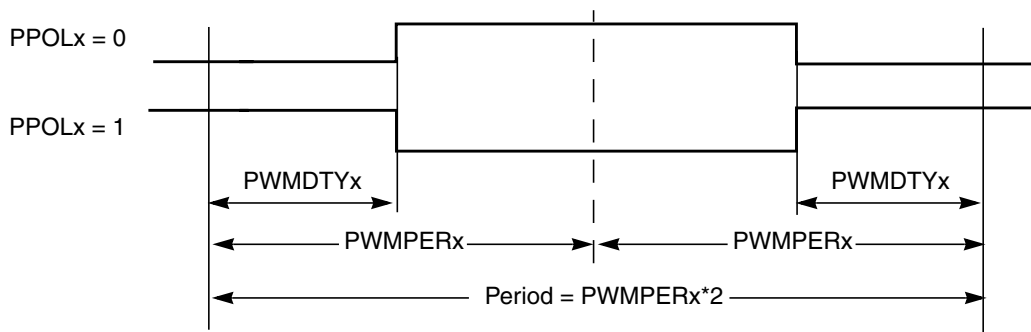 PPOLx = 0
PPOLx = 1
PWMDTYx
PWMDTYx
PWMPERx
PWMPERx
Period = PWMPERx*2